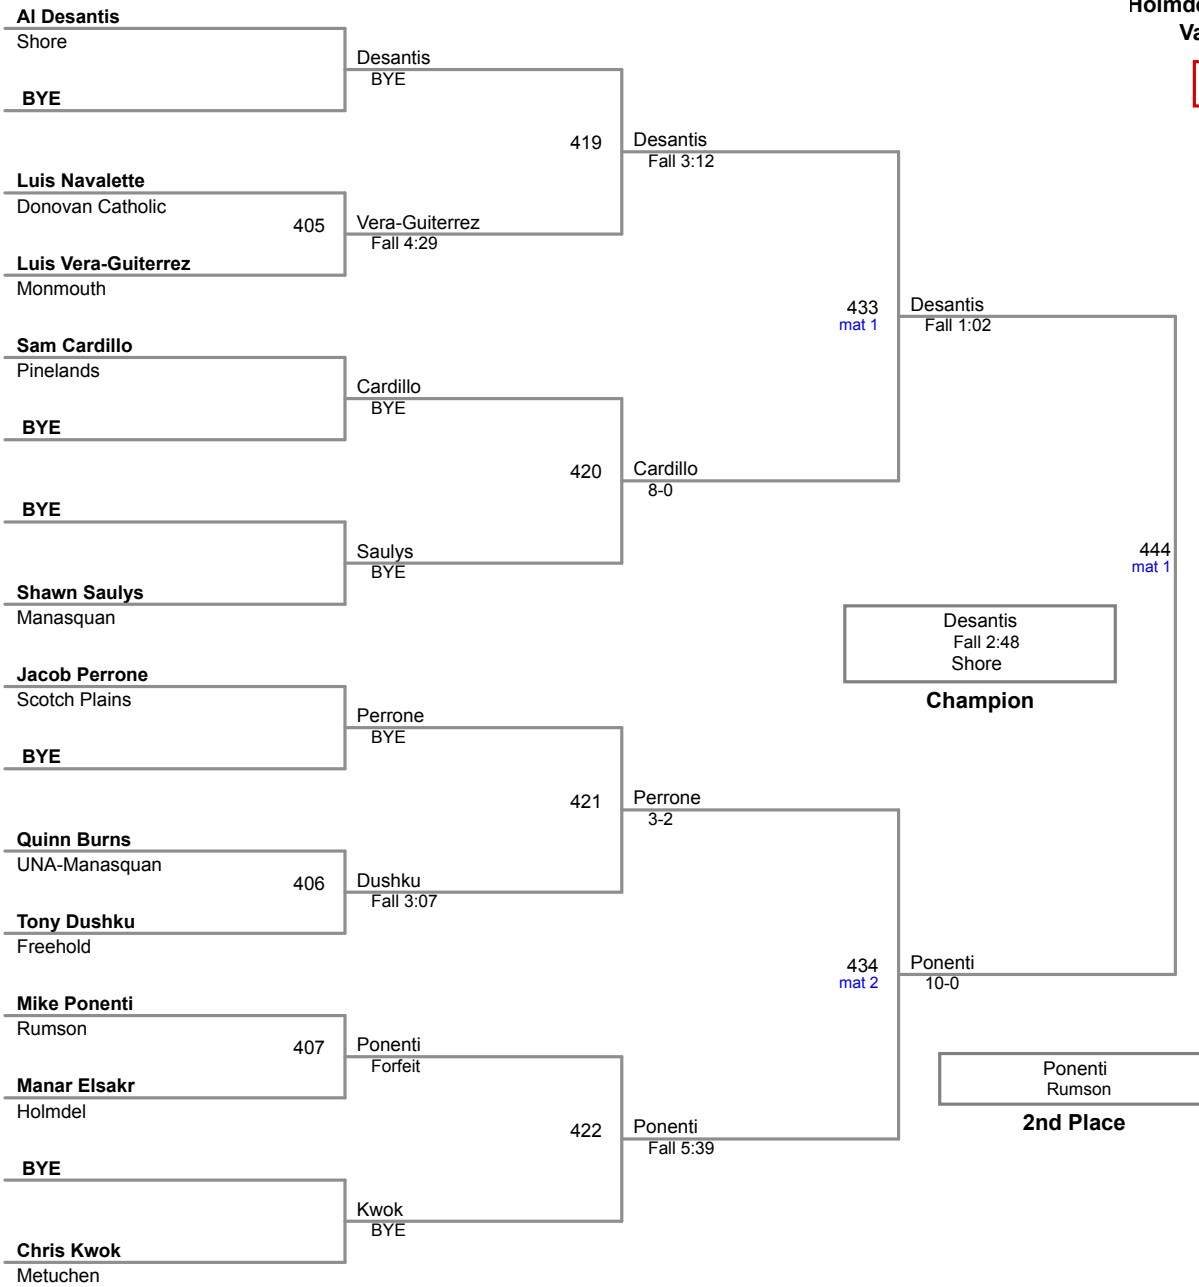 Al Desantis
Shore
BYE
Luis Navalette
Donovan Catholic
Luis Vera-Guiterrez
Monmouth
Sam Cardillo
Pinelands
BYE
BYE
Shawn Saulys
Manasquan
Jacob Perrone
Scotch Plains
BYE
Quinn Burns
UNA-Manasquan
Tony Dushku
Freehold
Mike Ponenti
Rumson
Manar Elsakr
Holmdel
BYE
Chris Kwok
Metuchen
Desantis
BYE
405
Vera-Guiterrez
Fall 4:29
Cardillo
BYE
Saulys
BYE
Perrone
BYE
406
Dushku
Fall 3:07
407
Ponenti
Forfeit
Kwok
BYE
419
Desantis
Fall 3:12
420
Cardillo
8-0
421
Perrone
3-2
422
Ponenti
Fall 5:39
433
mat 1
Desantis
Fall 1:02
434
mat 2
Ponenti
10-0
444
mat 1
Desantis
Fall 2:48
Shore
Champion
Ponenti
Rumson
2nd Place